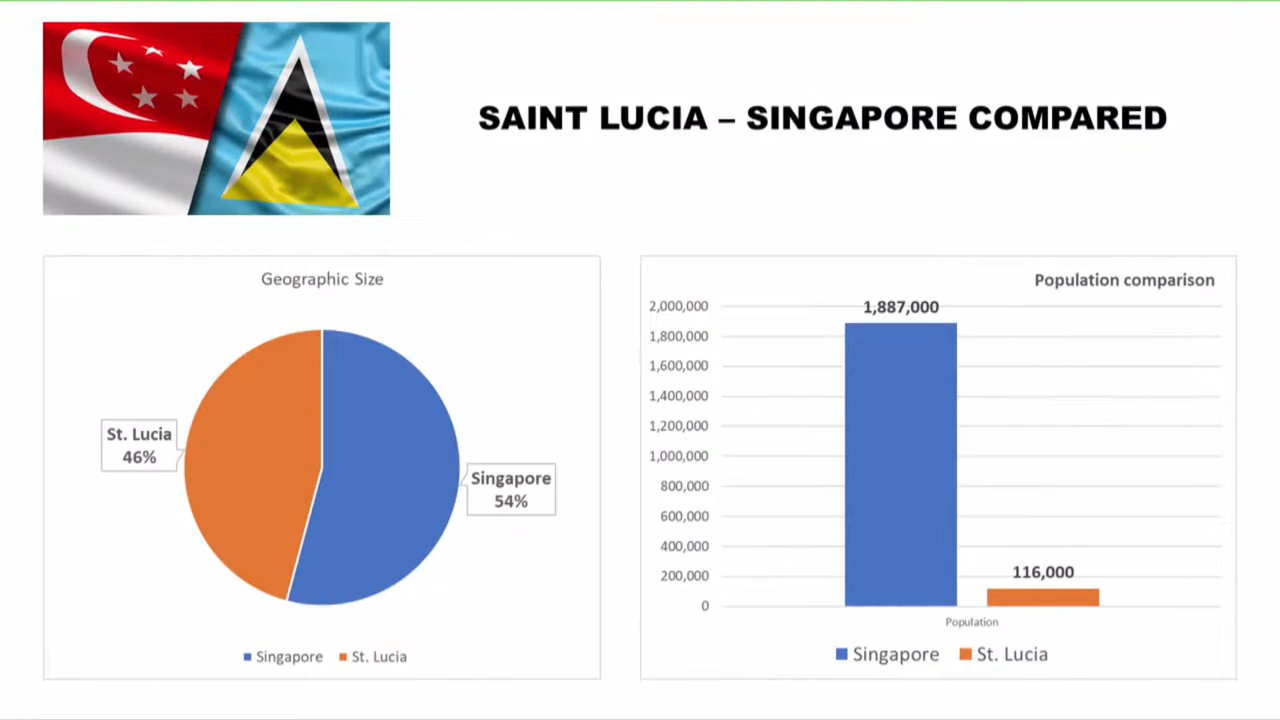 SAINT LUCIA – SINGAPORE COMPARED
Geographic Size
St. Lucia
46%
Singapore
54%
Singapore St. Lucia
Population comparison
2,000,000
1,800,000
1,600,000
1,400,000
1,200,000
1,000,000
800,000
600,000
400,000
200,000
0
1,887,000
116,000
Population
Singapore St. Lucia